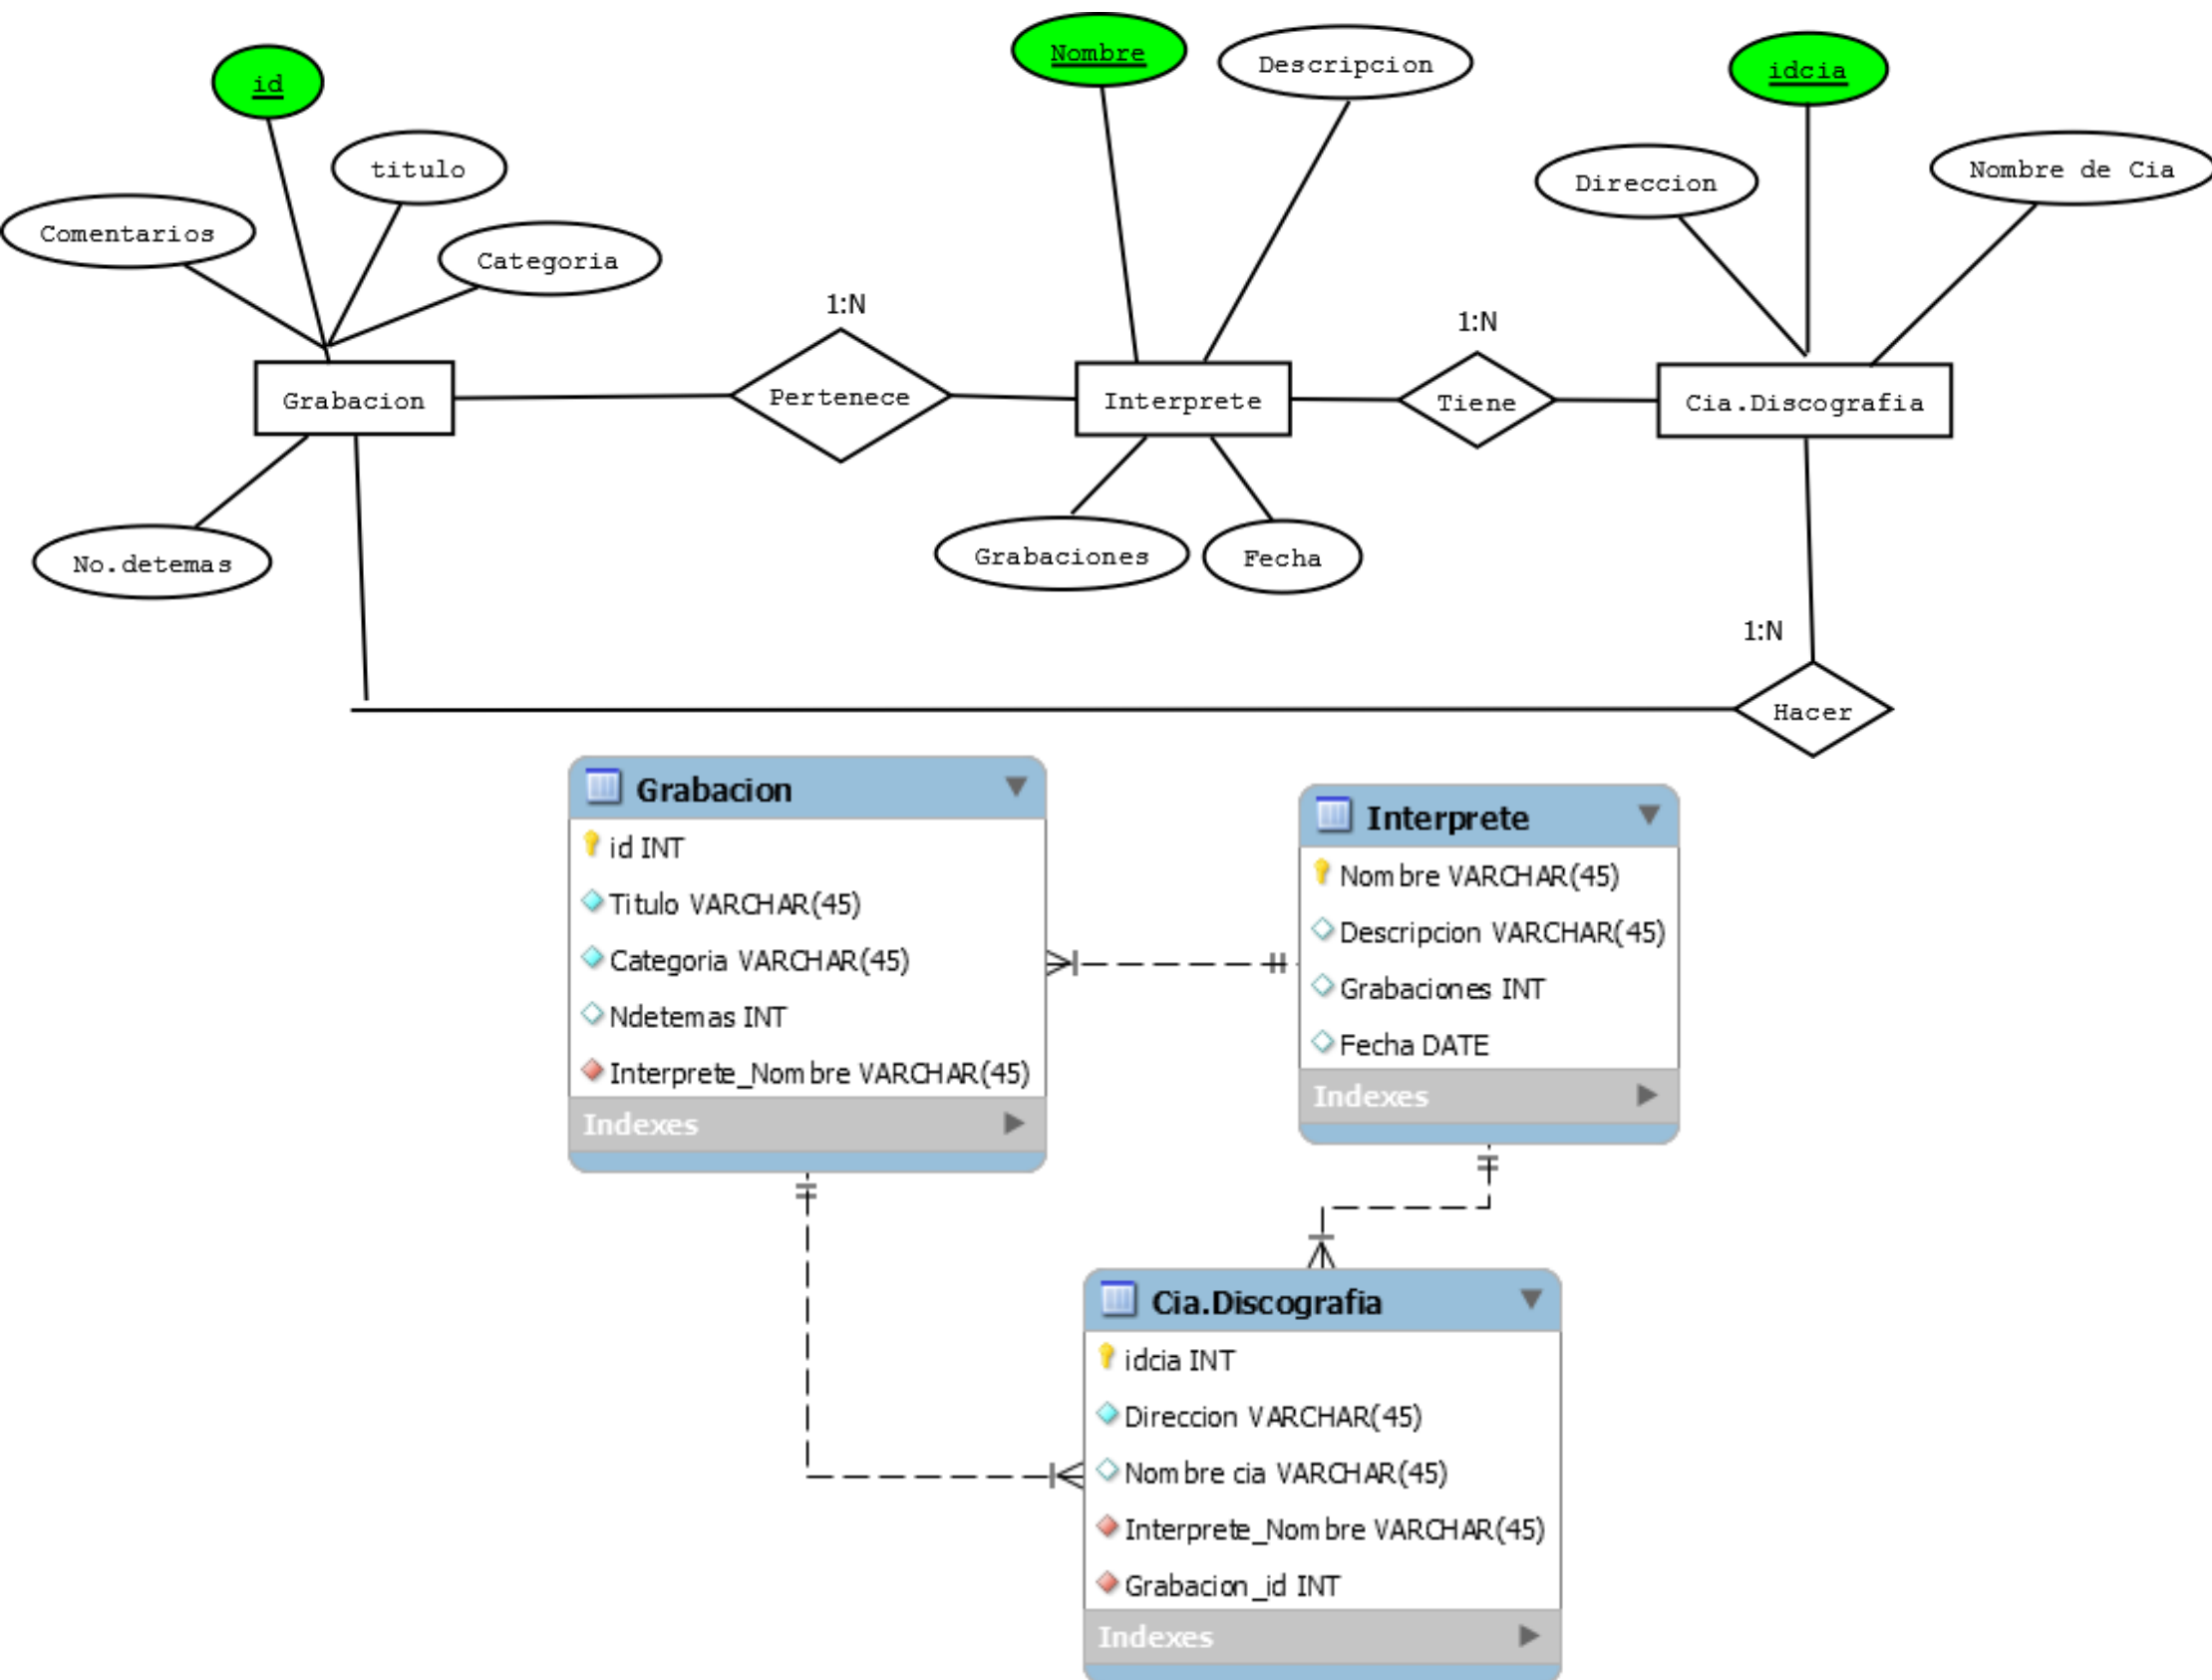 id
Nombre
Descripcion
idcia
titulo
Direccion
Nombre de Cia
Comentarios
Categoria
1:N
1:N
Grabacion
Pertenece
Interprete
Tiene
Cia.Discografia
No.detemas
Grabaciones
Fecha
1:N
Hacer
Grabacion
id INT
Titulo VARCHAR(45)
Categoria VARCHAR(45)
Ndetemas INT
Interprete_Nombre VARCHAR(45)
Indexes
Interprete
Nombre VARCHAR(45)
Descripcion VARCHAR(45)
Grabaciones INT
Fecha DATE
Indexes
Cia.Discografia
idcia INT
Direccion VARCHAR(45)
Nombre cia VARCHAR(45)
Interprete_Nombre VARCHAR(45)
Grabacion_id INT
Indexes